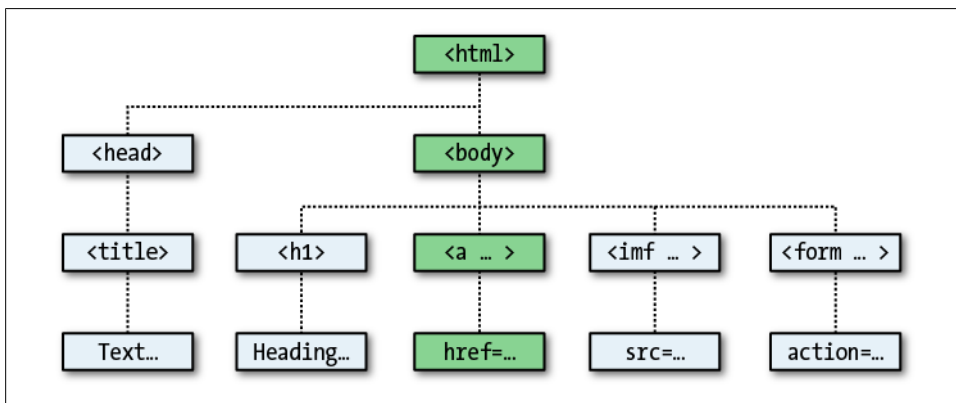 <html>
<head>
<body>
<title>
<h1>
<a … >
<imf … >
<form … >
Text…
Heading…
href=…
src=…
action=…